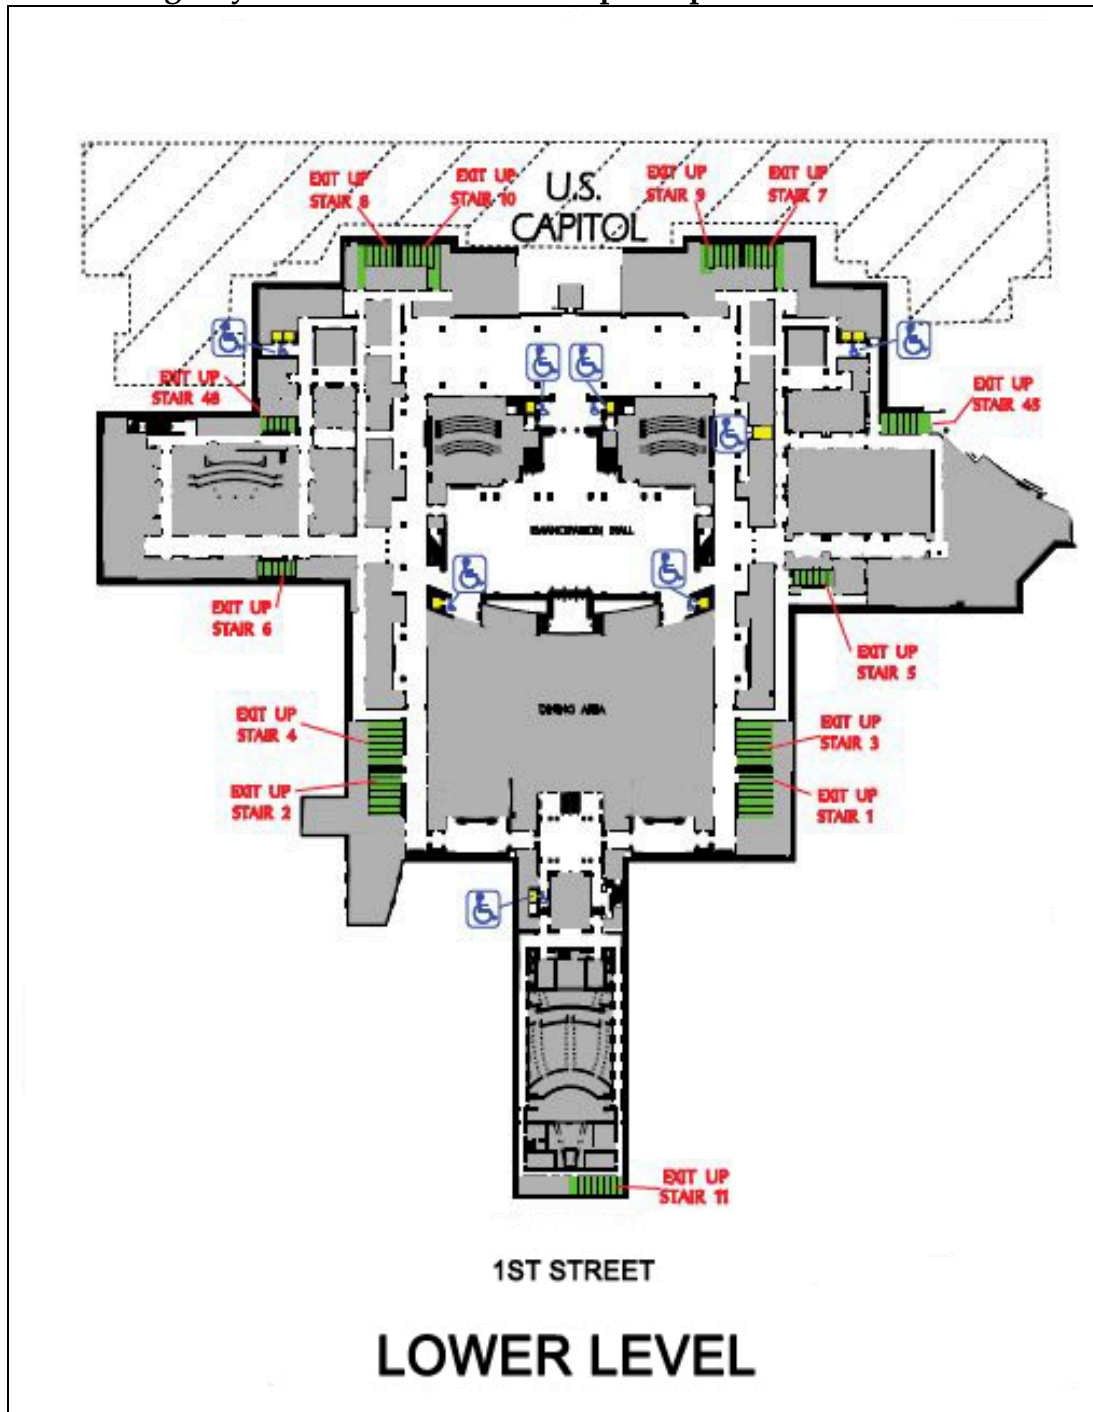 EXIT UP
STAIR 8
EXIT UP
STAIR 10
U.S.
CAPITOL
EXIT UP
STAIR 9
EXIT UP
STAIR 7
EXIT UP
STAIR 46
EXIT UP
STAIR 45
EMANCIPATION HALL
EXIT UP
STAIR 6
EXIT UP
STAIR 5
EXIT UP
STAIR 4
DINING AREA
EXIT UP
STAIR 3
EXIT UP
STAIR 2
EXIT UP
STAIR 1
EXIT UP
STAIR 11
1ST STREET
LOWER LEVEL